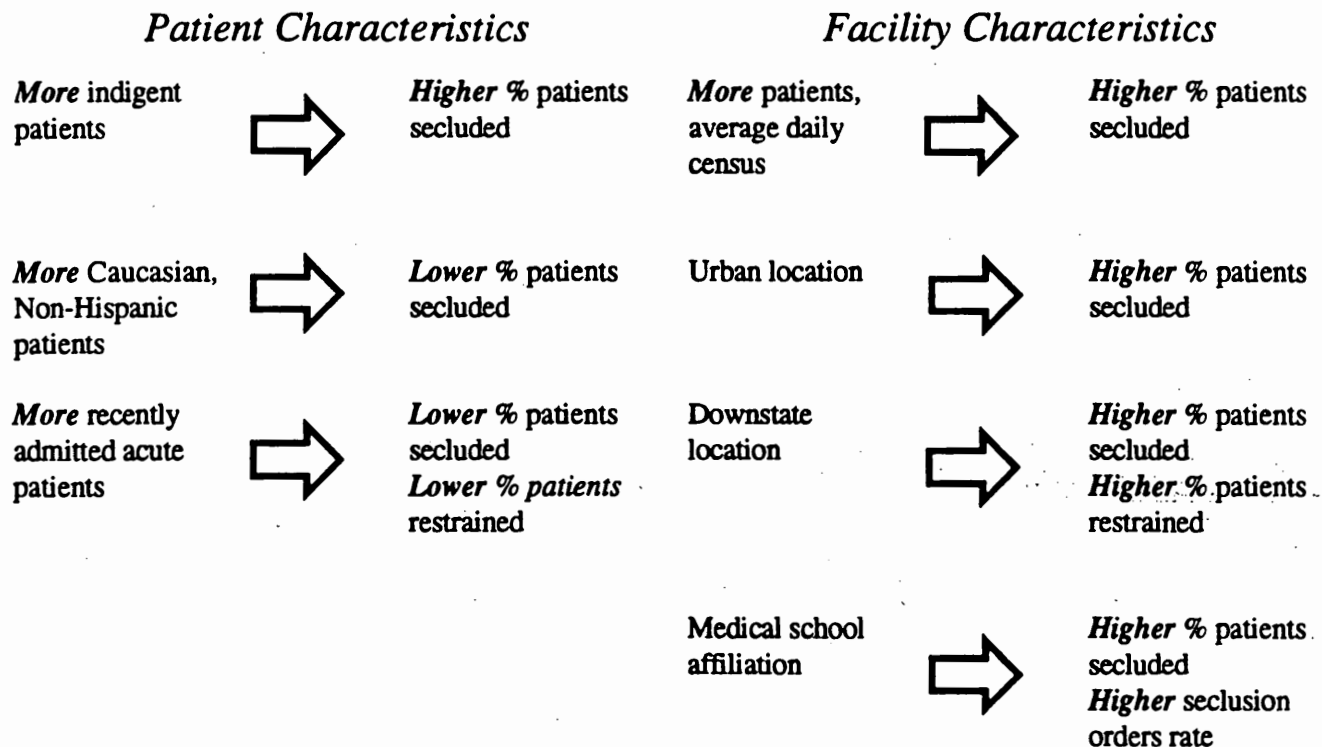 Patient Characteristics
More indigent
patients
Higher % patients
secluded
More Caucasian,
Non-Hispanic
patients
Lower % patients
secluded
More recently
admitted acute
patients
Lower % patients
secluded
Lower % patients
restrained
Facility Characteristics
More patients,
average daily
census
Higher % patients
secluded
Urban location
Higher % patients
secluded
Downstate
location
Higher % patients
secluded
Higher % patients
restrained
Medical school
affiliation
Higher % patients
secluded
Higher seclusion
orders rate